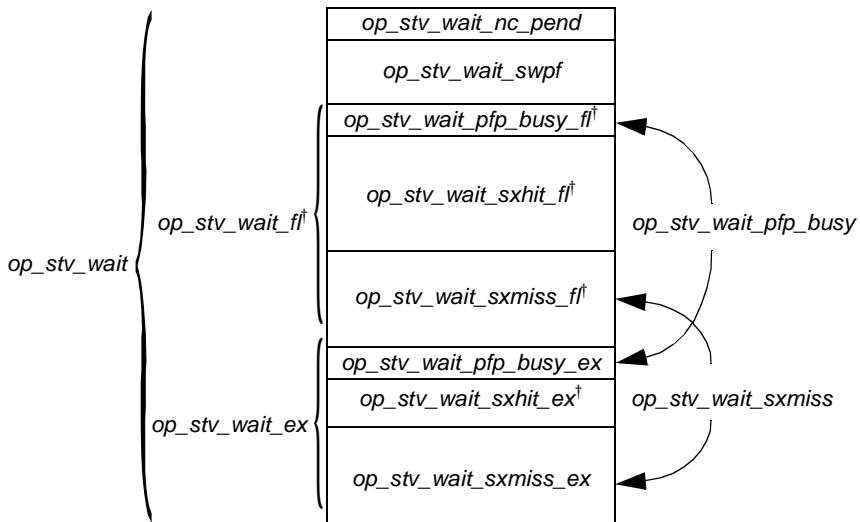 op_stv_wait_nc_pend
op_stv_wait_swpf
op_stv_wait_pfp_busy_fl†
op_stv_wait_sxhit_fl†
op_stv_wait_fl†
op_stv_wait_pfp_busy
op_stv_wait
op_stv_wait_sxmiss_fl†
op_stv_wait_pfp_busy_ex
op_stv_wait_sxhit_ex†
op_stv_wait_sxmiss
op_stv_wait_ex
op_stv_wait_sxmiss_ex